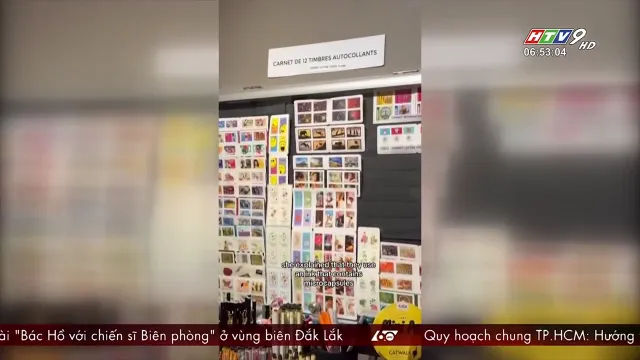 HTV9 HD
06:53:04
CARNET DE 12 TIMBRES AUTOCOLLANTS
she explained that they use
an ink that contains
microcapsules
CATWALK
ài "Bác Hồ với chiến sĩ Biên phòng" ở vùng biên Đắk Lắk
60
Quy hoạch chung TP.HCM: Hướng